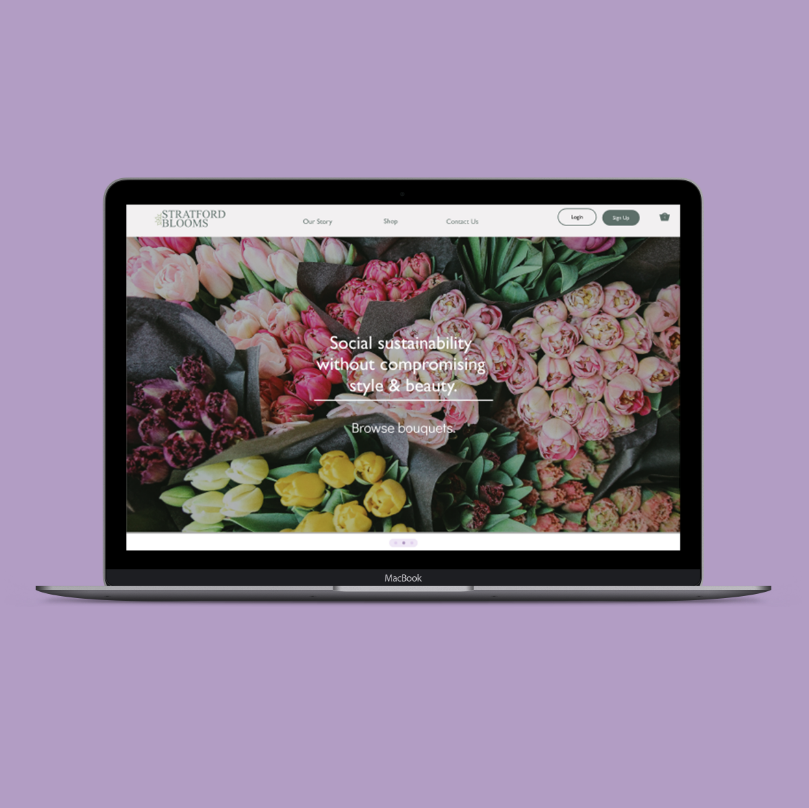 STRATFORD
BLOOMS
Our Story
Shop
Contact Us
Login
Sign Up
Social sustainability
without compromising
style & beauty.
Browse bouquets.
MacBook